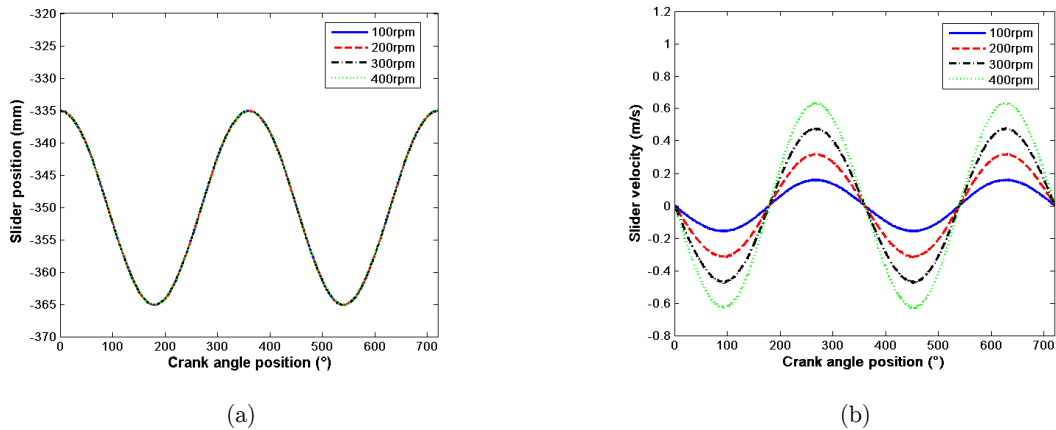 -320
-325
-330
-335
-340
-345
-350
-355
-360
-365
-370
0 100 200 300 400 500 600 700
Slider position (mm)
Crank angle position (°)
100rpm
200rpm
300rpm
400rpm
(a)
1.2
1
0.8
0.6
0.4
0.2
0
-0.2
-0.4
-0.6
-0.8
0 100 200 300 400 500 600 700
Slider velocity (m/s)
Crank angle position (°)
100rpm
200rpm
300rpm
400rpm
(b)